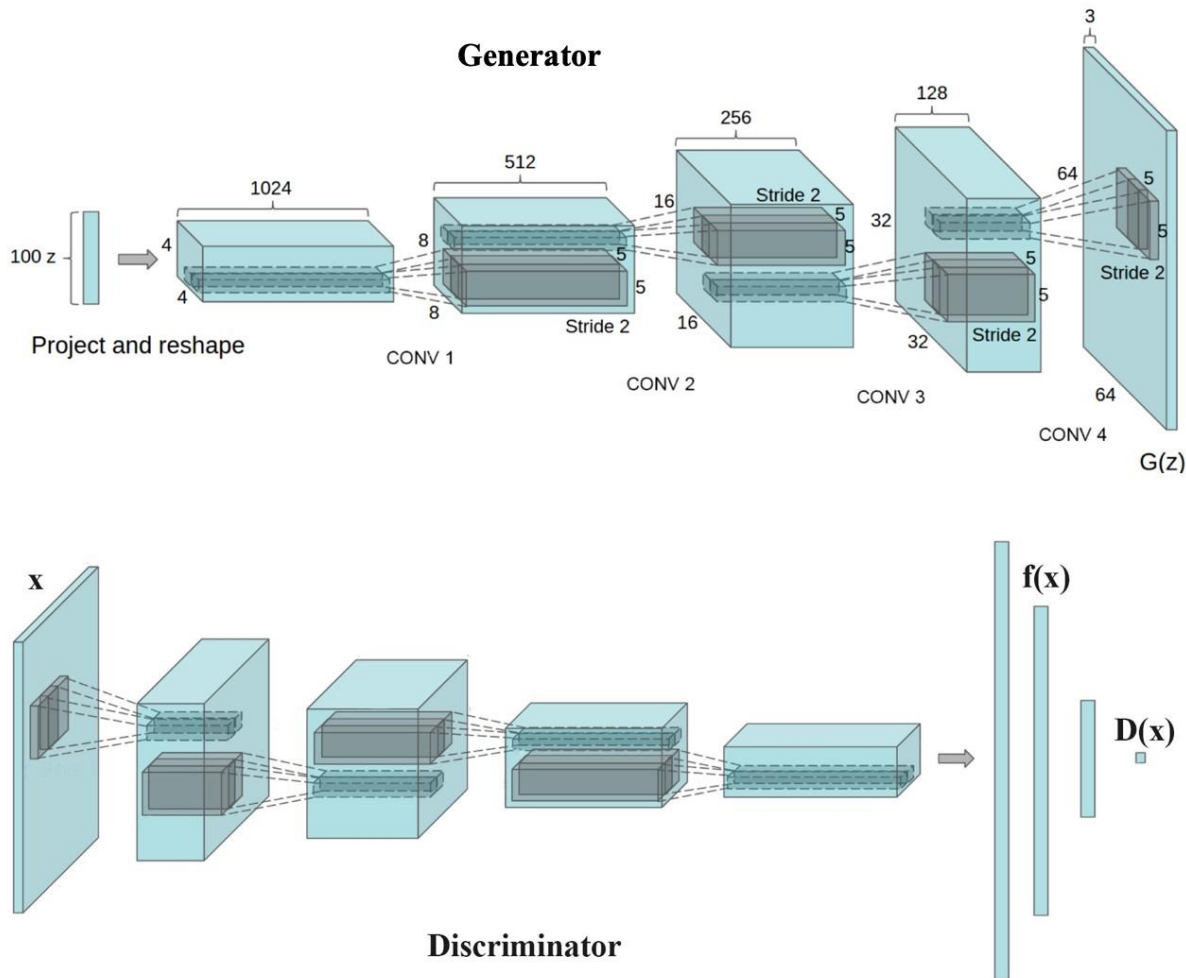 Generator
3
128
256
512
1024
64
5
5
Stride 2
16
5
5
32
4
8
5
5
100 z
4
8
5
5
Stride 2
16
32
Stride 2
Stride 2
64
Project and reshape
CONV 1
CONV 2
CONV 3
CONV 4
G(z)
x
f(x)
D(x)
Discriminator